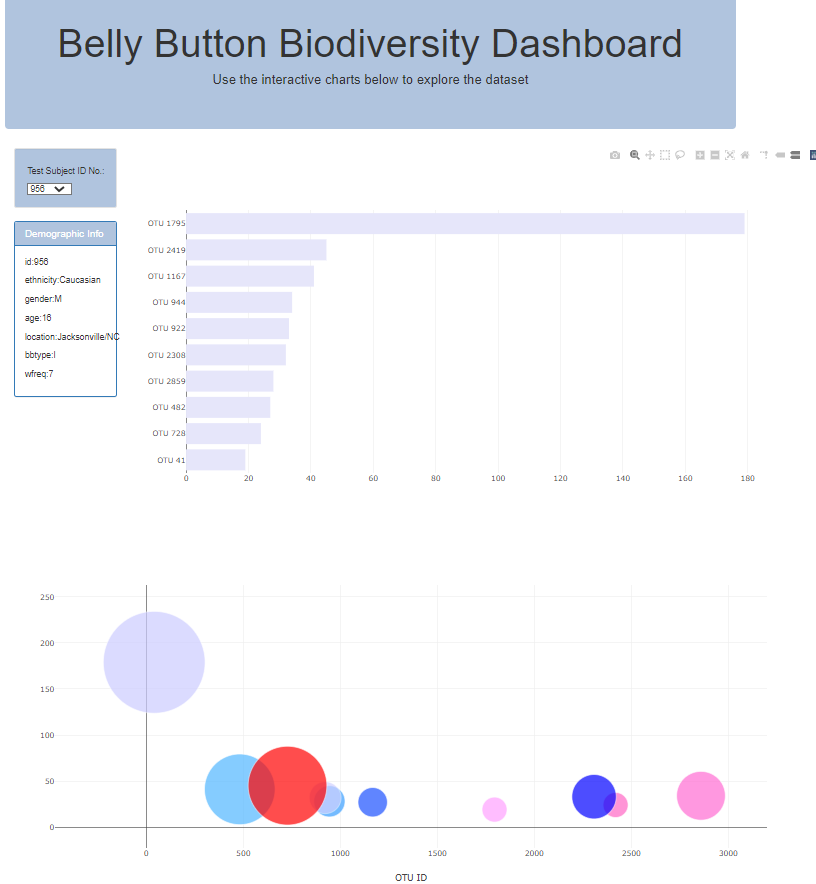 Belly Button Biodiversity Dashboard
Use the interactive charts below to explore the dataset
Test Subject ID No.:
956
Demographic Info
id:956
ethnicity:Caucasian
gender:M
age:16
location:Jacksonville/NC
bbtype:I
wfreq:7
OTU 1795
OTU 2419
OTU 1167
OTU 944
OTU 922
OTU 2308
OTU 2859
OTU 482
OTU 728
OTU 41
0 20 40 60 80 100 120 140 160 180
250
200
150
100
50
0
0 500 1000 1500 2000 2500 3000
OTU ID